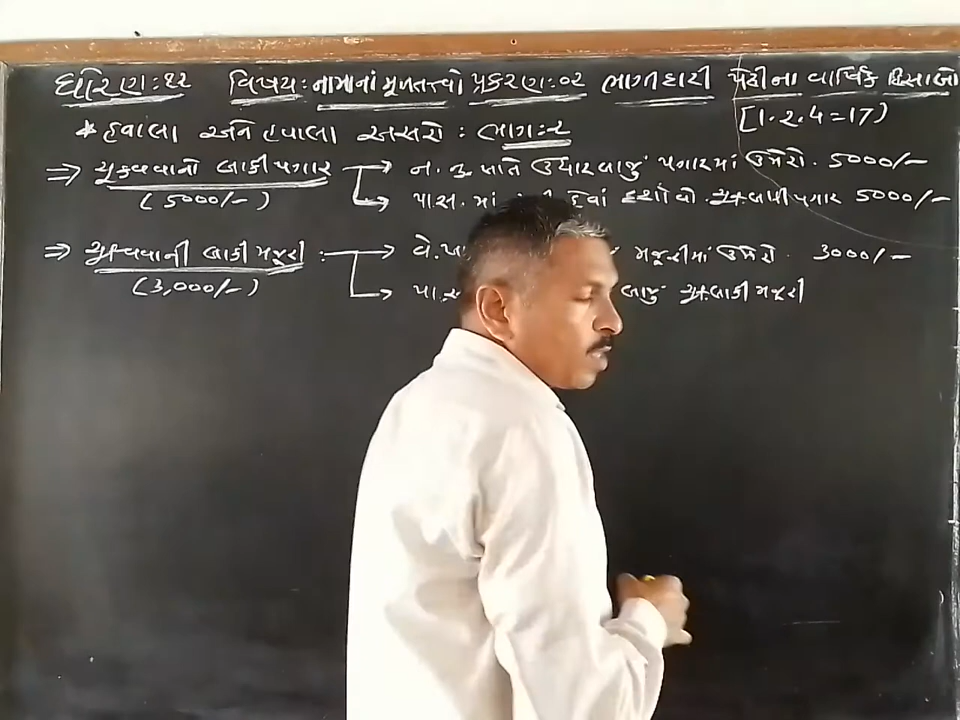 ધોરણ:૧૨ વિષય: નામાનાં મૂળતત્ત્વો પ્રકરણ:૦૨ ભાગીદારી પેઢીના વાર્ષિક હિસાબો
[1.2.4=17)
* હવાલા અને હવાલા અસરો : ભાગ:૨
⇒ ચુકવવાનો બાકી પગાર → ન.નુ. ખાતે ઉધારબાજુ પગારમાં ઉમેરો. 5000/-
(5000/-) → પા.સ. માં દેવાં દર્શાવો. ચુક. બાકી પગાર 5000/-
⇒ ચુકવવાની બાકી મજૂરી : → વે.ખા મજૂરીમાં ઉમેરો. 3000/-
(3,000/-) → પા.સ બાજુ ચુક. બાકી મજૂરી